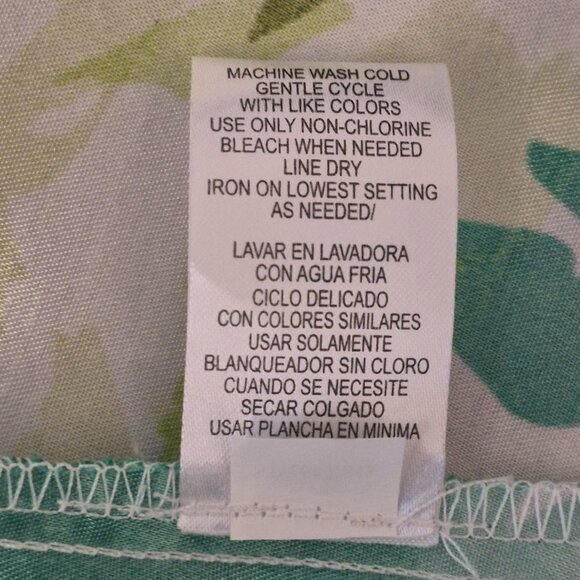 MACHINE WASH COLD
GENTLE CYCLE
WITH LIKE COLORS
USE ONLY NON-CHLORINE
BLEACH WHEN NEEDED
LINE DRY
IRON ON LOWEST SETTING
AS NEEDED/
LAVAR EN LAVADORA
CON AGUA FRIA
CICLO DELICADO
CON COLORES SIMILARES
USAR SOLAMENTE
BLANQUEADOR SIN CLORO
CUANDO SE NECESITE
SECAR COLGADO
USAR PLANCHA EN MINIMA